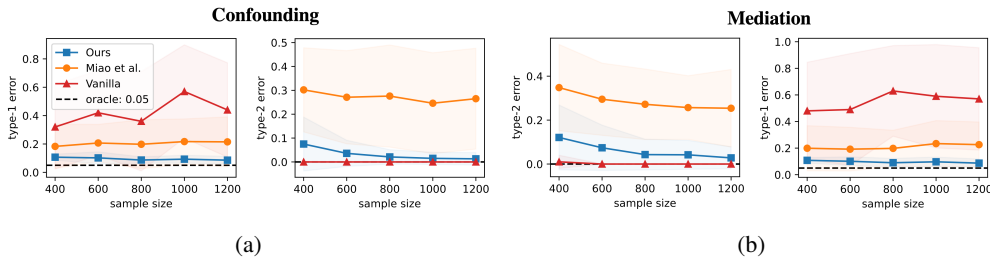 Confounding
Mediation
type-1 error
0.8
0.6
0.4
0.2
0.0
400 600 800 1000 1200
sample size
Ours
Miao et al.
Vanilla
oracle: 0.05
type-2 error
0.5
0.4
0.3
0.2
0.1
0.0
400 600 800 1000 1200
sample size
type-2 error
0.4
0.2
0.0
400 600 800 1000 1200
sample size
type-1 error
1.0
0.8
0.6
0.4
0.2
0.0
400 600 800 1000 1200
sample size
(a)
(b)